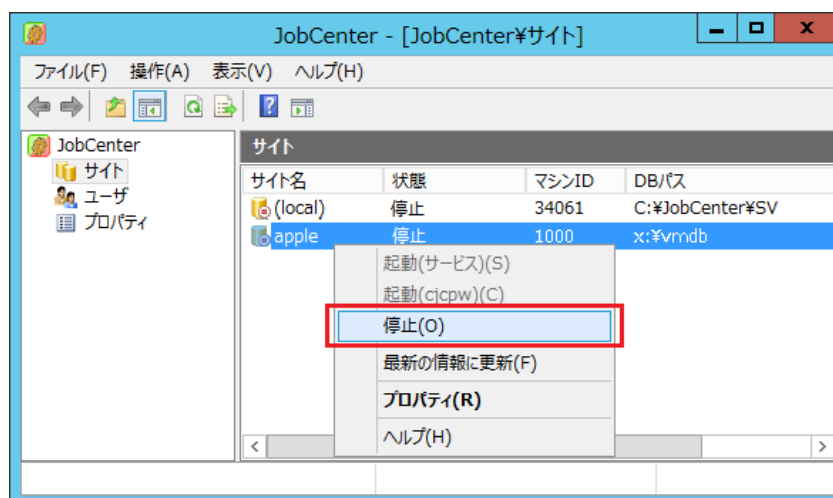 JobCenter - [JobCenter¥サイト]
ファイル(F) 操作(A) 表示(V) ヘルプ(H)
JobCenter
サイト
ユーザ
プロパティ
サイト
サイト名 状態 マシンID DBパス
(local) 停止 34061 C:¥JobCenter¥SV
apple 停止 1000 x:¥vmdb
起動(サービス)(S)
起動(cjcpw)(C)
停止(O)
最新の情報に更新(F)
プロパティ(R)
ヘルプ(H)